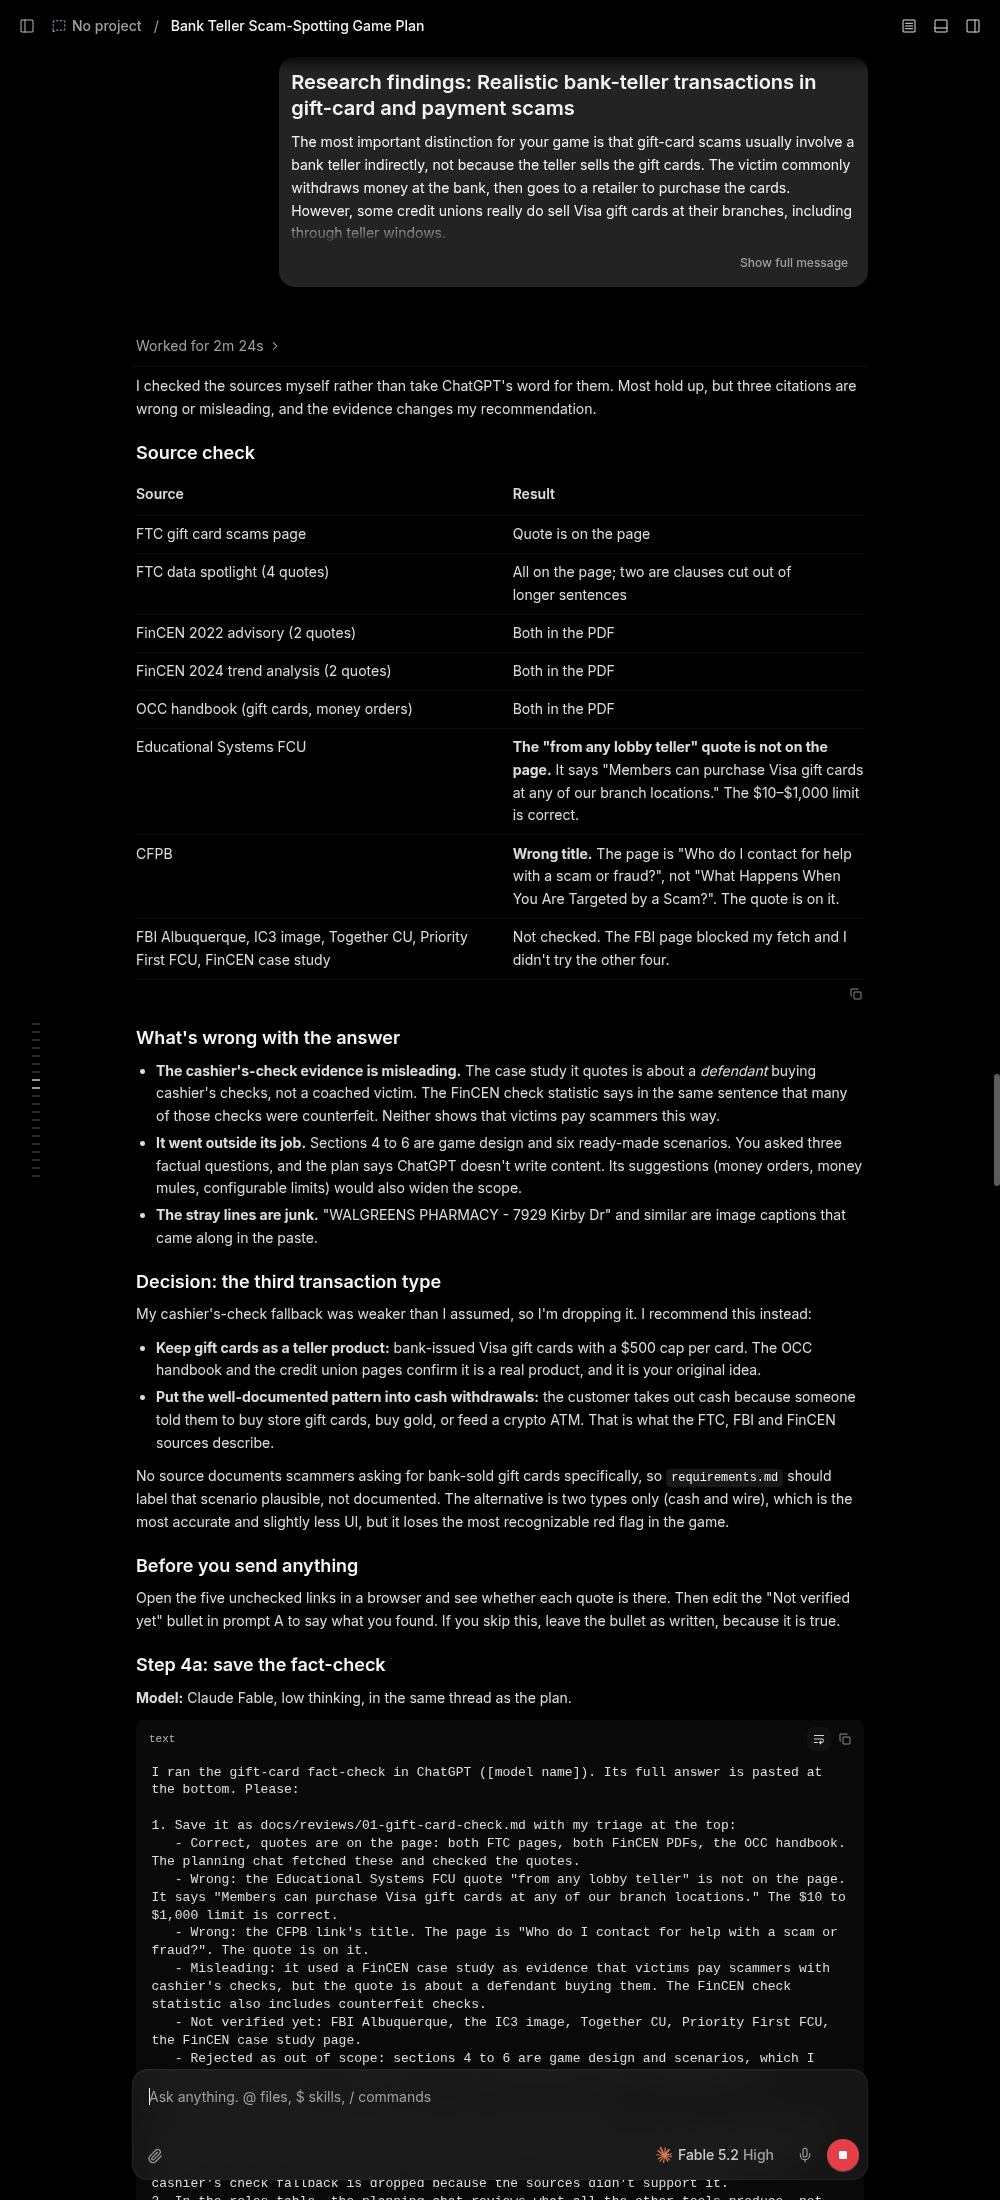 No project / Bank Teller Scam-Spotting Game Plan
Research findings: Realistic bank-teller transactions in
gift-card and payment scams
The most important distinction for your game is that gift-card scams usually involve a
bank teller indirectly, not because the teller sells the gift cards. The victim commonly
withdraws money at the bank, then goes to a retailer to purchase the cards.
However, some credit unions really do sell Visa gift cards at their branches, including
through teller windows.
Show full message
Worked for 2m 24s
I checked the sources myself rather than take ChatGPT's word for them. Most hold up, but three citations are
wrong or misleading, and the evidence changes my recommendation.
Source check
Source Result
FTC gift card scams page Quote is on the page
FTC data spotlight (4 quotes) All on the page; two are clauses cut out of
longer sentences
FinCEN 2022 advisory (2 quotes) Both in the PDF
FinCEN 2024 trend analysis (2 quotes) Both in the PDF
OCC handbook (gift cards, money orders) Both in the PDF
Educational Systems FCU The "from any lobby teller" quote is not on the
page. It says "Members can purchase Visa gift cards
at any of our branch locations." The $10–$1,000 limit
is correct.
CFPB Wrong title. The page is "Who do I contact for help
with a scam or fraud?", not "What Happens When
You Are Targeted by a Scam?". The quote is on it.
FBI Albuquerque, IC3 image, Together CU, Priority Not checked. The FBI page blocked my fetch and I
First FCU, FinCEN case study didn't try the other four.
What's wrong with the answer
• The cashier's-check evidence is misleading. The case study it quotes is about a defendant buying
cashier's checks, not a coached victim. The FinCEN check statistic says in the same sentence that many
of those checks were counterfeit. Neither shows that victims pay scammers this way.
• It went outside its job. Sections 4 to 6 are game design and six ready-made scenarios. You asked three
factual questions, and the plan says ChatGPT doesn't write content. Its suggestions (money orders, money
mules, configurable limits) would also widen the scope.
• The stray lines are junk. "WALGREENS PHARMACY - 7929 Kirby Dr" and similar are image captions that
came along in the paste.
Decision: the third transaction type
My cashier's-check fallback was weaker than I assumed, so I'm dropping it. I recommend this instead:
• Keep gift cards as a teller product: bank-issued Visa gift cards with a $500 cap per card. The OCC
handbook and the credit union pages confirm it is a real product, and it is your original idea.
• Put the well-documented pattern into cash withdrawals: the customer takes out cash because someone
told them to buy store gift cards, buy gold, or feed a crypto ATM. That is what the FTC, FBI and FinCEN
sources describe.
No source documents scammers asking for bank-sold gift cards specifically, so requirements.md should
label that scenario plausible, not documented. The alternative is two types only (cash and wire), which is the
most accurate and slightly less UI, but it loses the most recognizable red flag in the game.
Before you send anything
Open the five unchecked links in a browser and see whether each quote is there. Then edit the "Not verified
yet" bullet in prompt A to say what you found. If you skip this, leave the bullet as written, because it is true.
Step 4a: save the fact-check
Model: Claude Fable, low thinking, in the same thread as the plan.
text
I ran the gift-card fact-check in ChatGPT ([model name]). Its full answer is pasted at
the bottom. Please:
1. Save it as docs/reviews/01-gift-card-check.md with my triage at the top:
- Correct, quotes are on the page: both FTC pages, both FinCEN PDFs, the OCC handbook.
The planning chat fetched these and checked the quotes.
- Wrong: the Educational Systems FCU quote "from any lobby teller" is not on the page.
It says "Members can purchase Visa gift cards at any of our branch locations." The $10 to
$1,000 limit is correct.
- Wrong: the CFPB link's title. The page is "Who do I contact for help with a scam or
fraud?". The quote is on it.
- Misleading: it used a FinCEN case study as evidence that victims pay scammers with
cashier's checks, but the quote is about a defendant buying them. The FinCEN check
statistic also includes counterfeit checks.
- Not verified yet: FBI Albuquerque, the IC3 image, Together CU, Priority First FCU,
the FinCEN case study page.
- Rejected as out of scope: sections 4 to 6 are game design and scenarios, which I
Ask anything. @ files, $ skills, / commands
Fable 5.2 High
cashier's check fallback is dropped because the sources didn't support it.